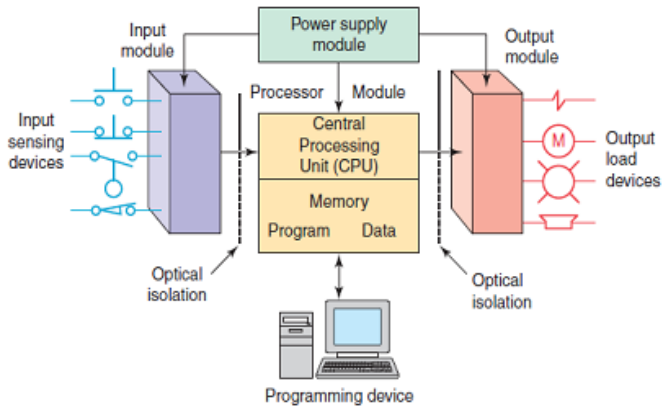 Input
module
Power supply
module
Output
module
Processor Module
Input
sensing
devices
Central
Processing
Unit (CPU)
Memory
Program Data
M
Output
load
devices
Optical
isolation
Optical
isolation
Programming device